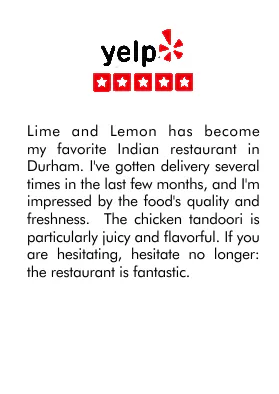 yelp
Lime and Lemon has become
my favorite Indian restaurant in
Durham. I've gotten delivery several
times in the last few months, and I'm
impressed by the food's quality and
freshness. The chicken tandoori is
particularly juicy and flavorful. If you
are hesitating, hesitate no longer:
the restaurant is fantastic.